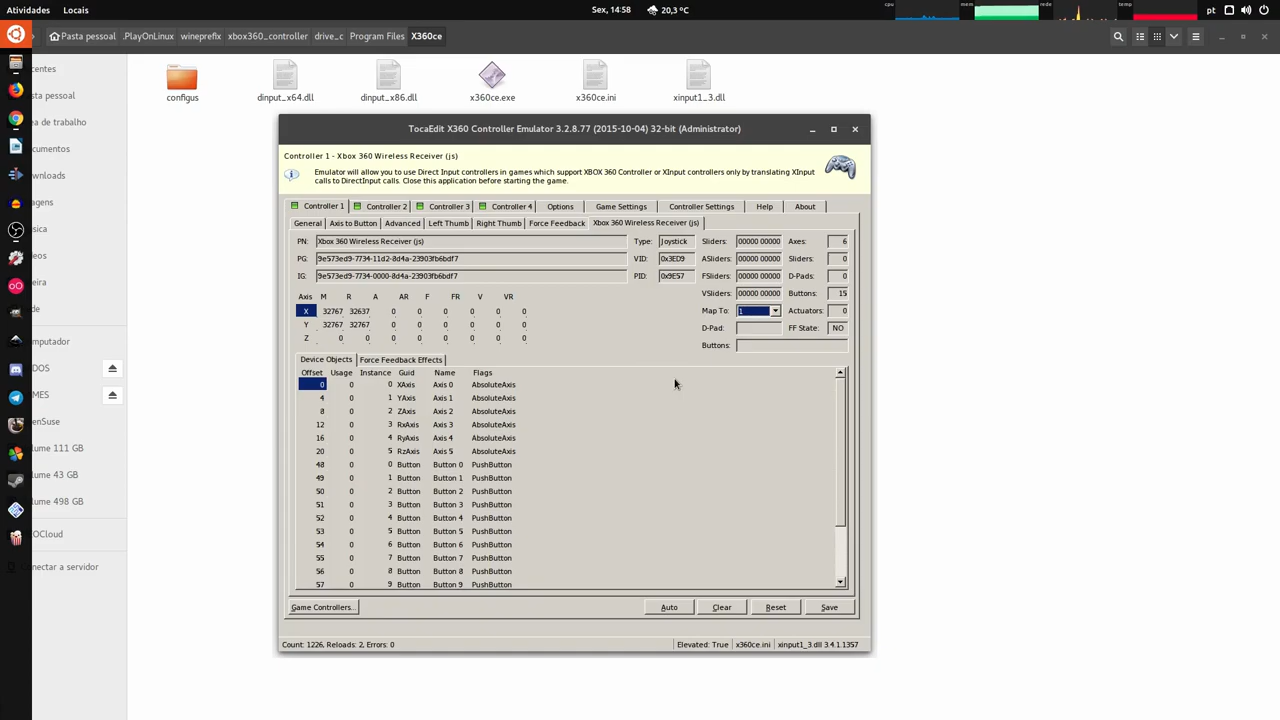 Atividades
Locais
Sex, 14:58
20,3 °C
cpu
mem
rede
temp
pt
Pasta pessoal
.PlayOnLinux
wineprefix
xbox360_controller
drive_c
Program Files
X360ce
centes
sta pessoal
ea de trabalho
cumentos
wnloads
agens
sica
eos
eira
de
mputador
DOS
MES
enSuse
lume 111 GB
lume 43 GB
lume 498 GB
OCloud
nectar a servidor
configus
dinput_x64.dll
dinput_x86.dll
x360ce.exe
x360ce.ini
xinput1_3.dll
TocaEdit X360 Controller Emulator 3.2.8.77 (2015-10-04) 32-bit (Administrator)
Controller 1 - Xbox 360 Wireless Receiver (js)
Emulator will allow you to use Direct Input controllers in games which support XBOX 360 Controller or XInput controllers only by translating XInput
calls to DirectInput calls. Close this application before starting the game.
Controller 1 Controller 2 Controller 3 Controller 4 Options Game Settings Controller Settings Help About
General Axis to Button Advanced Left Thumb Right Thumb Force Feedback Xbox 360 Wireless Receiver (js)
PN: Xbox 360 Wireless Receiver (js) Type: Joystick Sliders: 00000 00000 Axes: 6
PG: 9e573ed9-7734-11d2-8d4a-23903fb6bdf7 VID: 0x3ED9 ASliders: 00000 00000 Sliders: 0
IG: 9e573ed9-7734-0000-8d4a-23903fb6bdf7 PID: 0x9E57 FSliders: 00000 00000 D-Pads: 0
VSliders: 00000 00000 Buttons: 15
Axis M R A AR F FR V VR
X 32767 32637 0 0 0 0 0 0
Map To: 1 Actuators: 0
Y 32767 32767 0 0 0 0 0 0
D-Pad: FF State: NO
Z 0 0 0 0 0 0 0 0
Buttons:
Device Objects Force Feedback Effects
Offset Usage Instance Guid Name Flags
0 0 0 XAxis Axis 0 AbsoluteAxis
4 0 1 YAxis Axis 1 AbsoluteAxis
8 0 2 ZAxis Axis 2 AbsoluteAxis
12 0 3 RxAxis Axis 3 AbsoluteAxis
16 0 4 RyAxis Axis 4 AbsoluteAxis
20 0 5 RzAxis Axis 5 AbsoluteAxis
48 0 0 Button Button 0 PushButton
49 0 1 Button Button 1 PushButton
50 0 2 Button Button 2 PushButton
51 0 3 Button Button 3 PushButton
52 0 4 Button Button 4 PushButton
53 0 5 Button Button 5 PushButton
54 0 6 Button Button 6 PushButton
55 0 7 Button Button 7 PushButton
56 0 8 Button Button 8 PushButton
57 0 9 Button Button 9 PushButton
Game Controllers... Auto Clear Reset Save
Count: 1226, Reloads: 2, Errors: 0 Elevated: True x360ce.ini xinput1_3.dll 3.4.1.1357